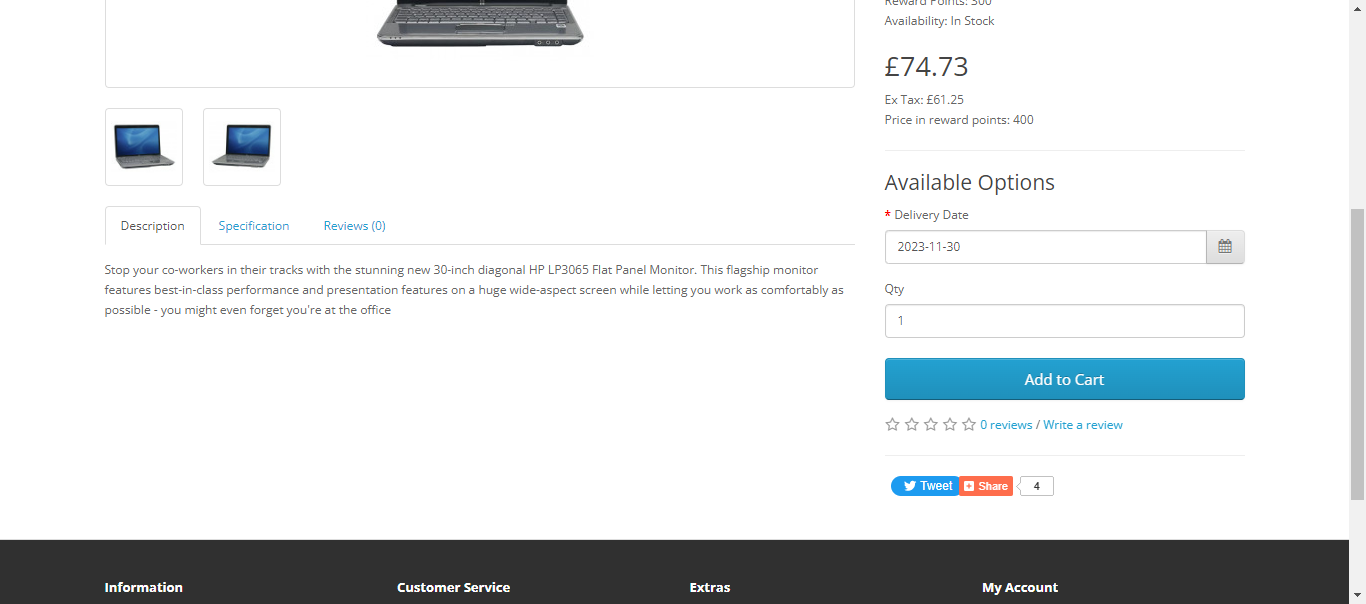 Reward Points: 300
Availability: In Stock
£74.73
Ex Tax: £61.25
Price in reward points: 400
Available Options
* Delivery Date
2023-11-30
Qty
1
Add to Cart
0 reviews / Write a review
Tweet
Share
4
Description
Specification
Reviews (0)
Stop your co-workers in their tracks with the stunning new 30-inch diagonal HP LP3065 Flat Panel Monitor. This flagship monitor
features best-in-class performance and presentation features on a huge wide-aspect screen while letting you work as comfortably as
possible - you might even forget you're at the office
Information
Customer Service
Extras
My Account